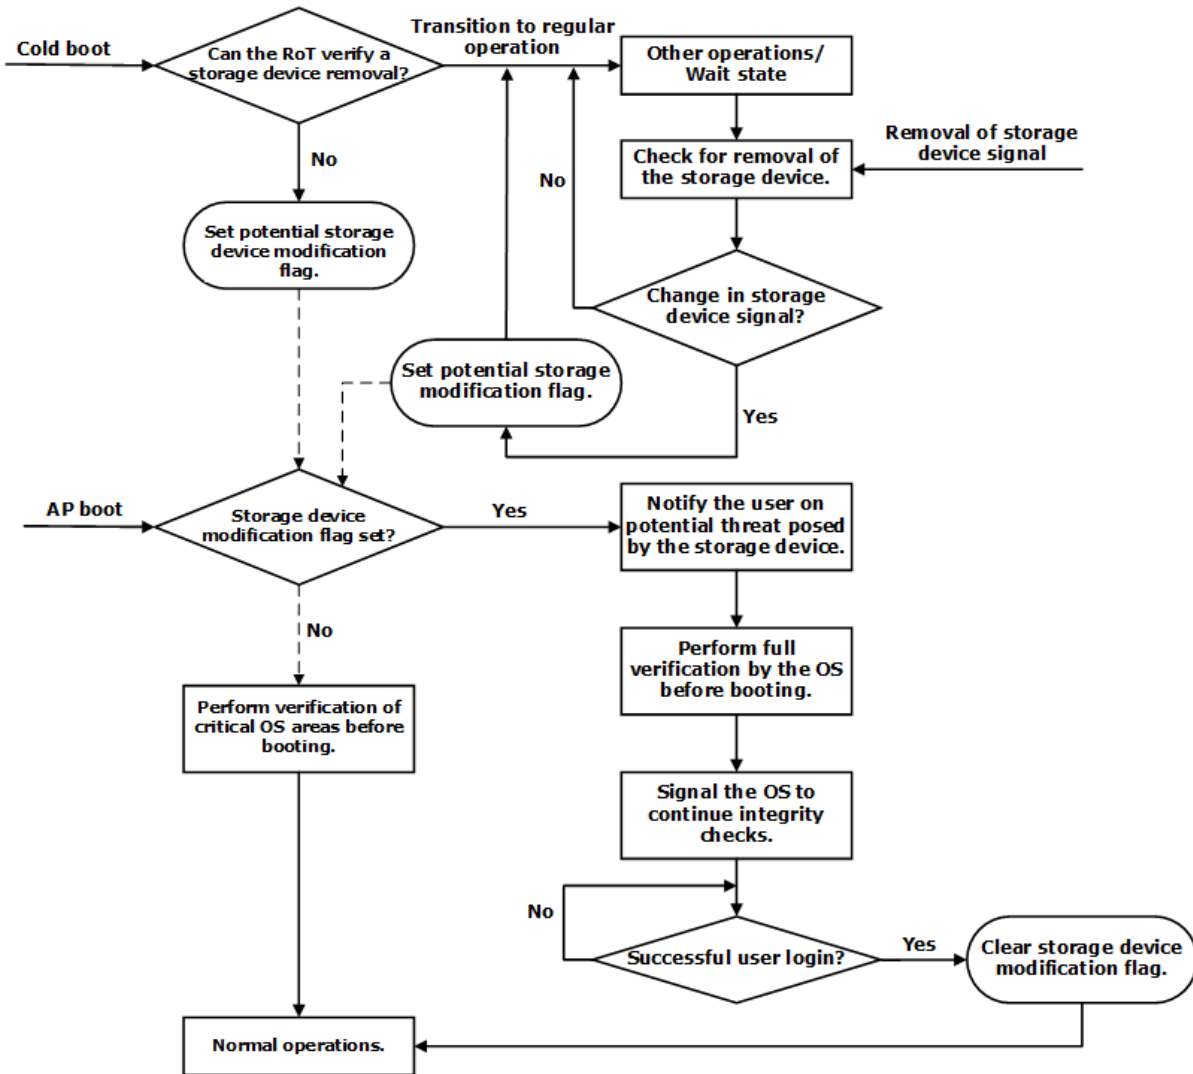 Cold boot
Can the RoT verify a
storage device removal?
Transition to regular
operation
Other operations/
Wait state
Removal of storage
device signal
Check for removal of
the storage device.
No
No
Set potential storage
device modification
flag.
Change in storage
device signal?
Set potential storage
modification flag.
Yes
AP boot
Storage device
modification flag set?
Yes
Notify the user on
potential threat posed
by the storage device.
No
Perform full
verification by the OS
before booting.
Perform verification of
critical OS areas before
booting.
Signal the OS to
continue integrity
checks.
No
Successful user login?
Yes
Clear storage device
modification flag.
Normal operations.